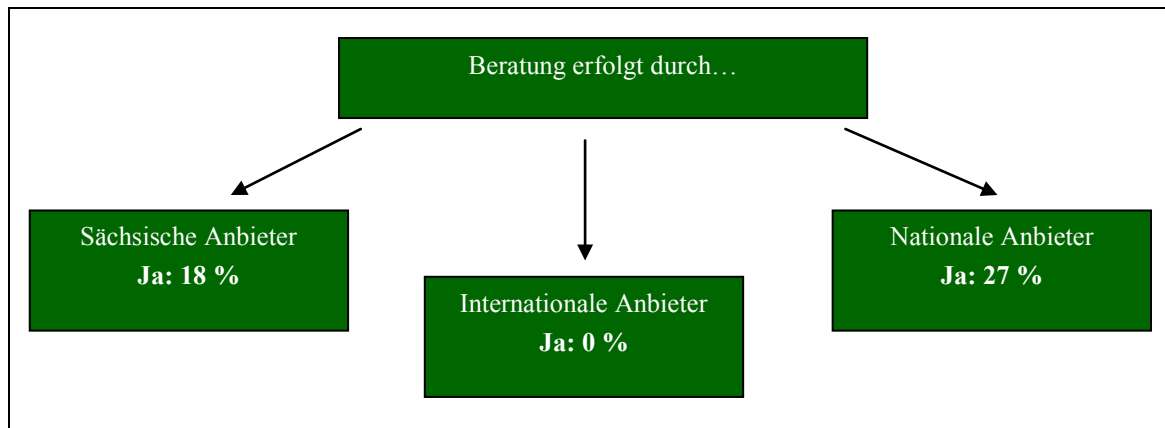 Beratung erfolgt durch…
Sächsische Anbieter
Ja: 18 %
Internationale Anbieter
Ja: 0 %
Nationale Anbieter
Ja: 27 %